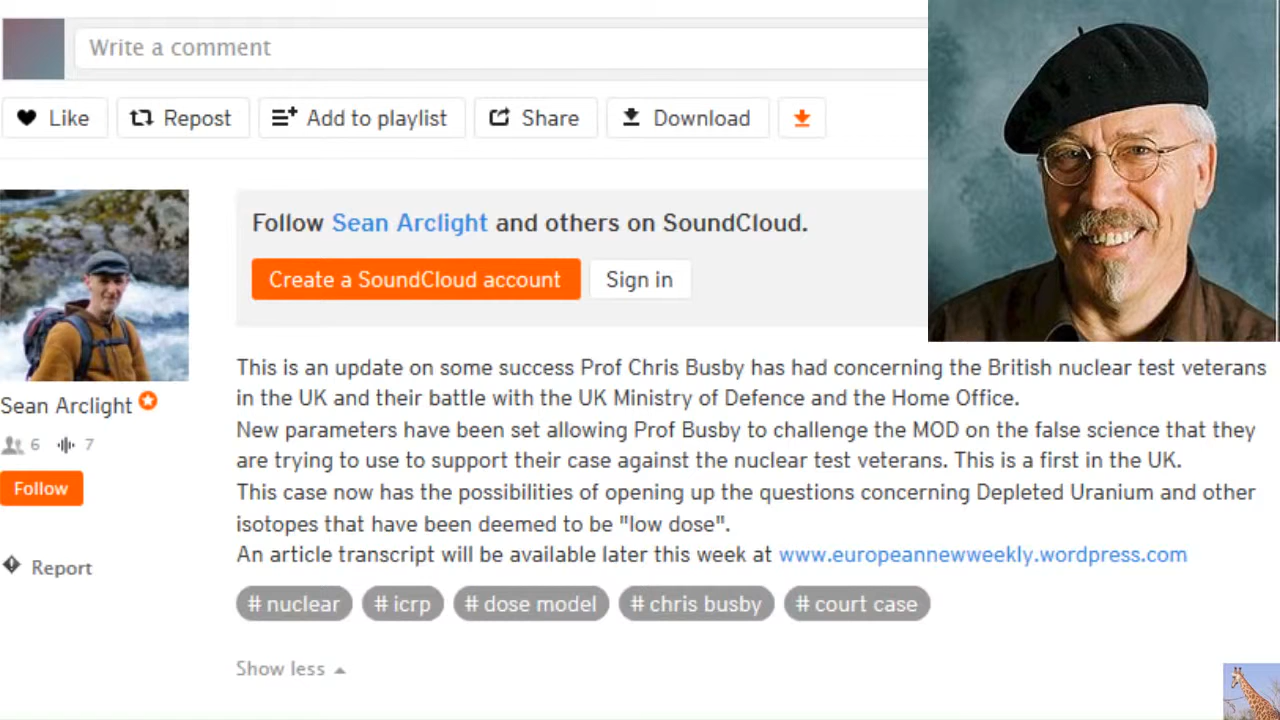 Write a comment
Like
Repost
Add to playlist
Share
Download
Follow Sean Arclight and others on SoundCloud.
Create a SoundCloud account
Sign in
Sean Arclight
6
7
Follow
Report
This is an update on some success Prof Chris Busby has had concerning the British nuclear test veterans
in the UK and their battle with the UK Ministry of Defence and the Home Office.
New parameters have been set allowing Prof Busby to challenge the MOD on the false science that they
are trying to use to support their case against the nuclear test veterans. This is a first in the UK.
This case now has the possibilities of opening up the questions concerning Depleted Uranium and other
isotopes that have been deemed to be "low dose".
An article transcript will be available later this week at www.europeannewweekly.wordpress.com
# nuclear
# icrp
# dose model
# chris busby
# court case
Show less